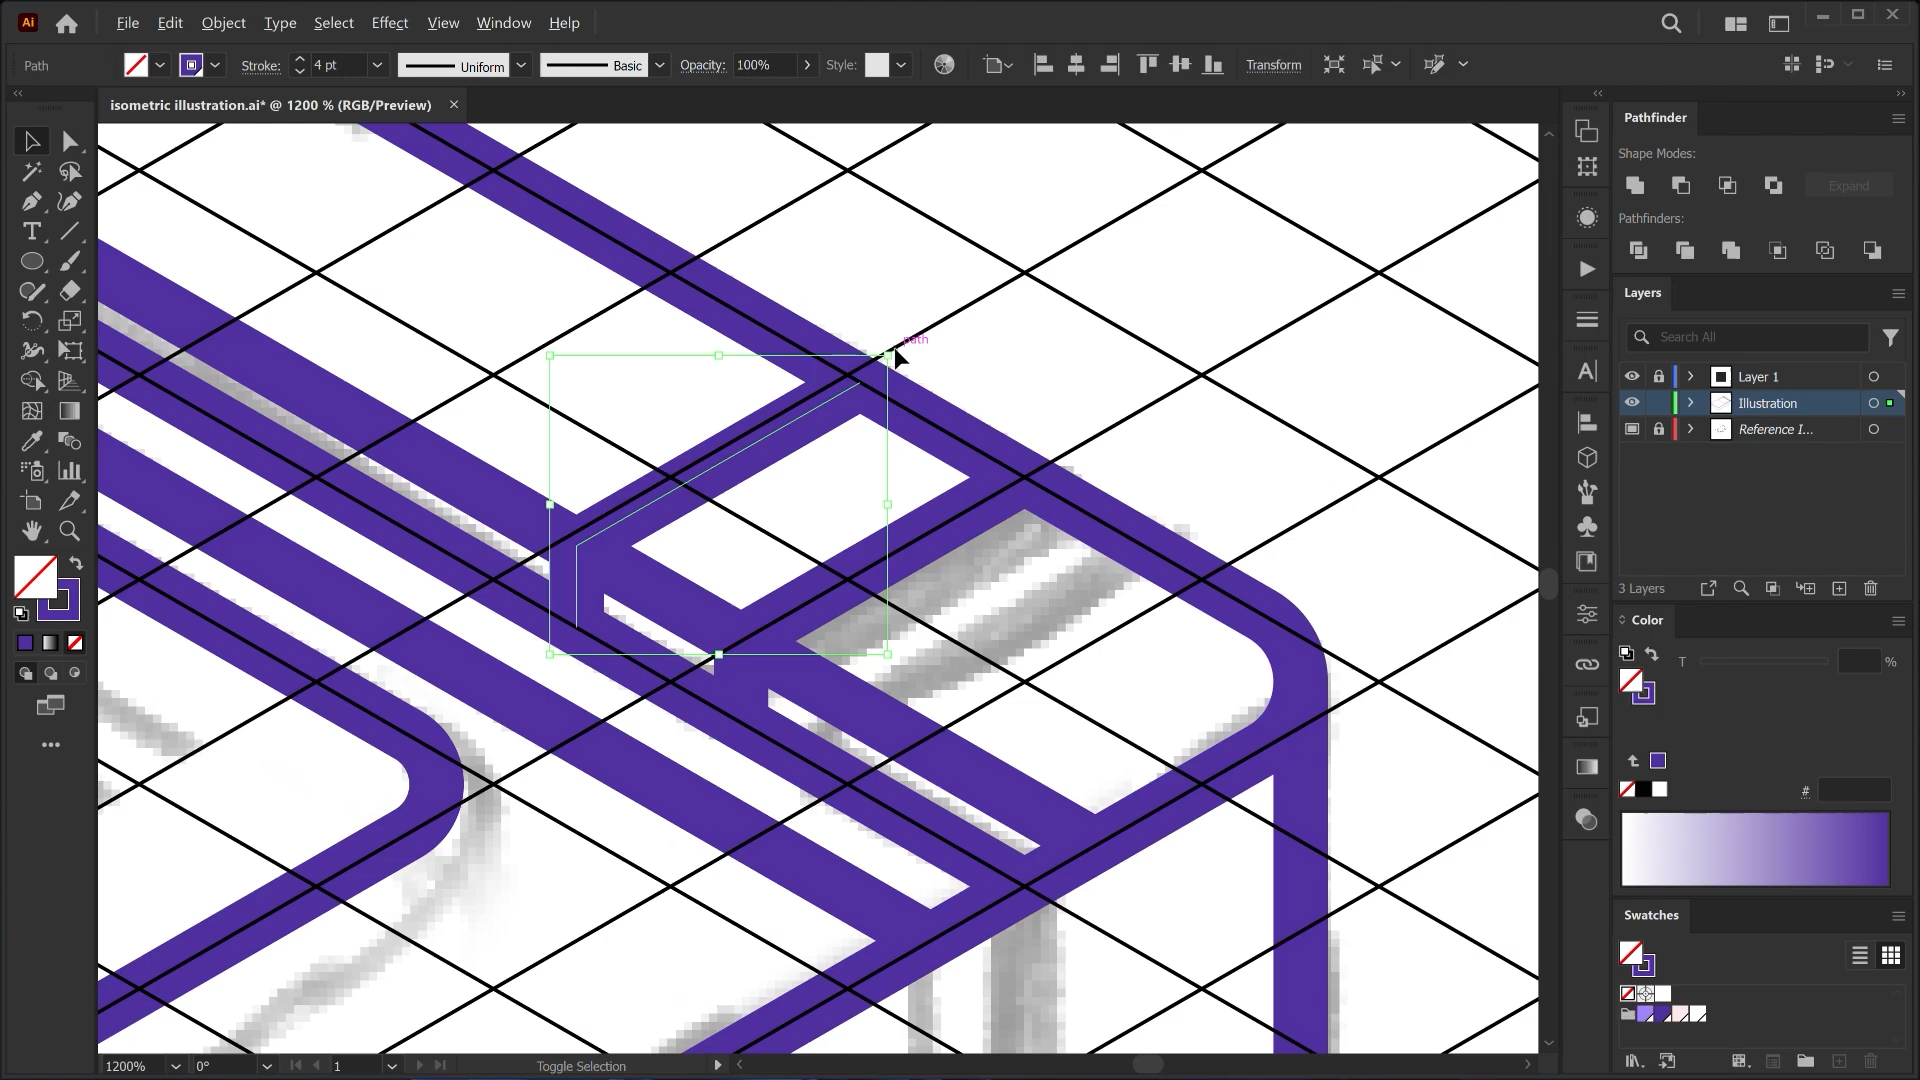 Ai File Edit Object Type Select Effect View Window Help
Path Stroke: 4 pt Uniform Basic Opacity: 100% Style: Transform
isometric illustration.ai* @ 1200 % (RGB/Preview)
path
Pathfinder
Shape Modes:
Expand
Pathfinders:
Layers
Search All
Layer 1
Illustration
Reference I...
3 Layers
Color
T %
#
Swatches
1200% 0° 1 Toggle Selection